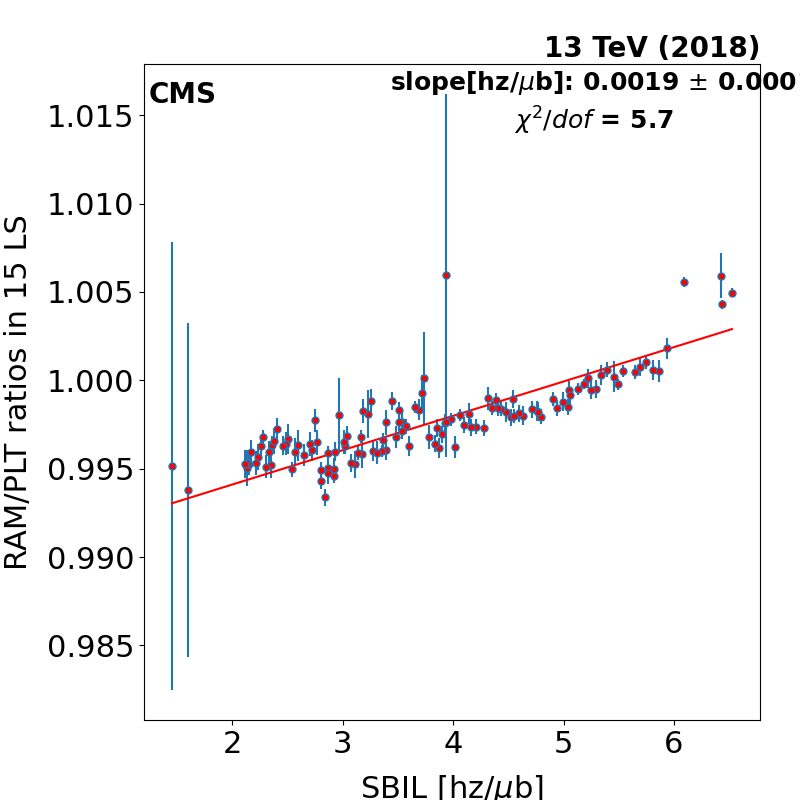 13 TeV (2018)
CMS
slope[hz/μb]: 0.0019 ± 0.000
χ²/dof = 5.7
RAM/PLT ratios in 15 LS
1.015
1.010
1.005
1.000
0.995
0.990
0.985
2 3 4 5 6
SBIL [hz/μb]